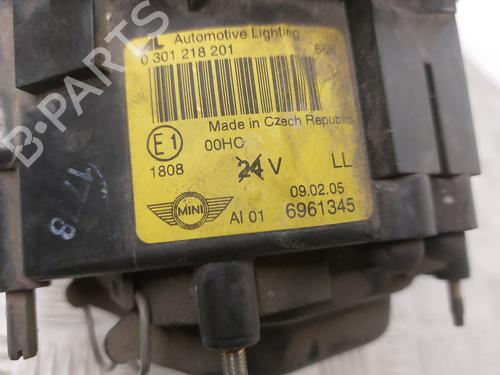 AL Automotive Lighting
0 301 218 201
668
Made in Czech Republic
E1
00HC
24 V
LL
1808
09.02.05
MINI
AI 01
6961345
B-PARTS